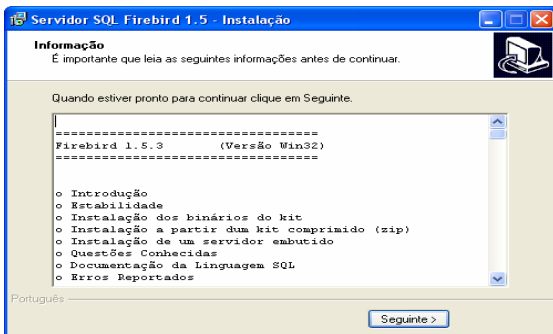 Servidor SQL Firebird 1.5 - Instalação
Informação
É importante que leia as seguintes informações antes de continuar.
Quando estiver pronto para continuar clique em Seguinte.
==================================
Firebird 1.5.3 (Versão Win32)
==================================
o Introdução
o Estabilidade
o Instalação dos binários do kit
o Instalação a partir dum kit comprimido (zip)
o Instalação de um servidor embutido
o Questões Conhecidas
o Documentação da Linguagem SQL
o Erros Reportados
Português
Seguinte >